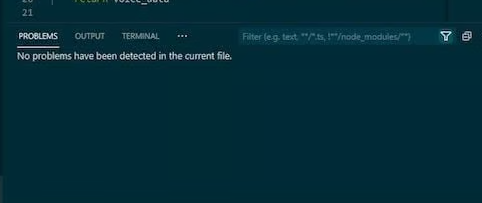 20 return voice_data
21
PROBLEMS OUTPUT TERMINAL ··· Filter (e.g. text, **/*.ts, !**/node_modules/**)
No problems have been detected in the current file.